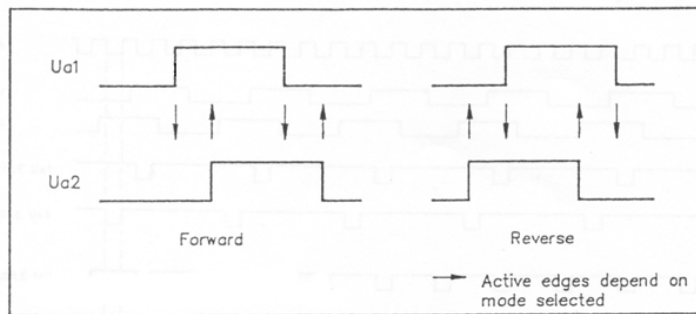 Ua1
Ua2
Forward
Reverse
Active edges depend on
mode selected